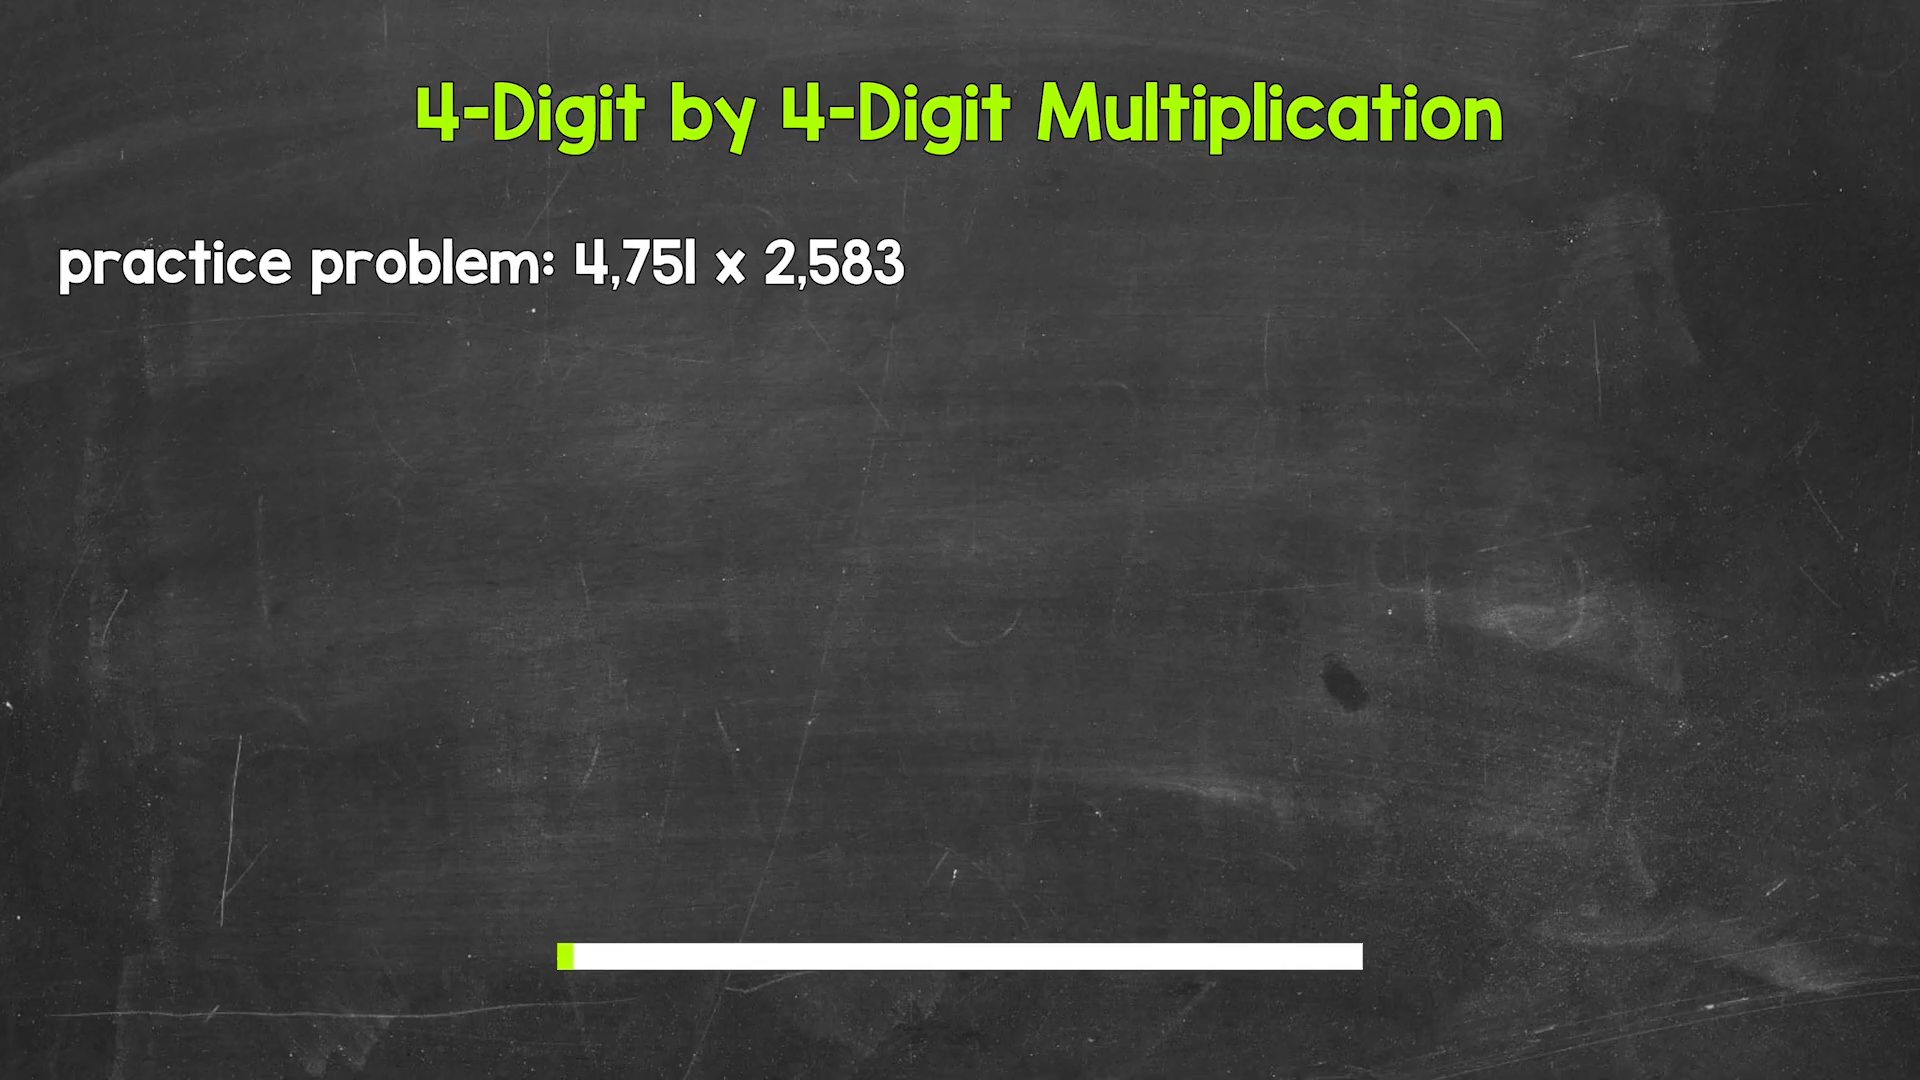 4-Digit by 4-Digit Multiplication
practice problem: 4,751 x 2,583